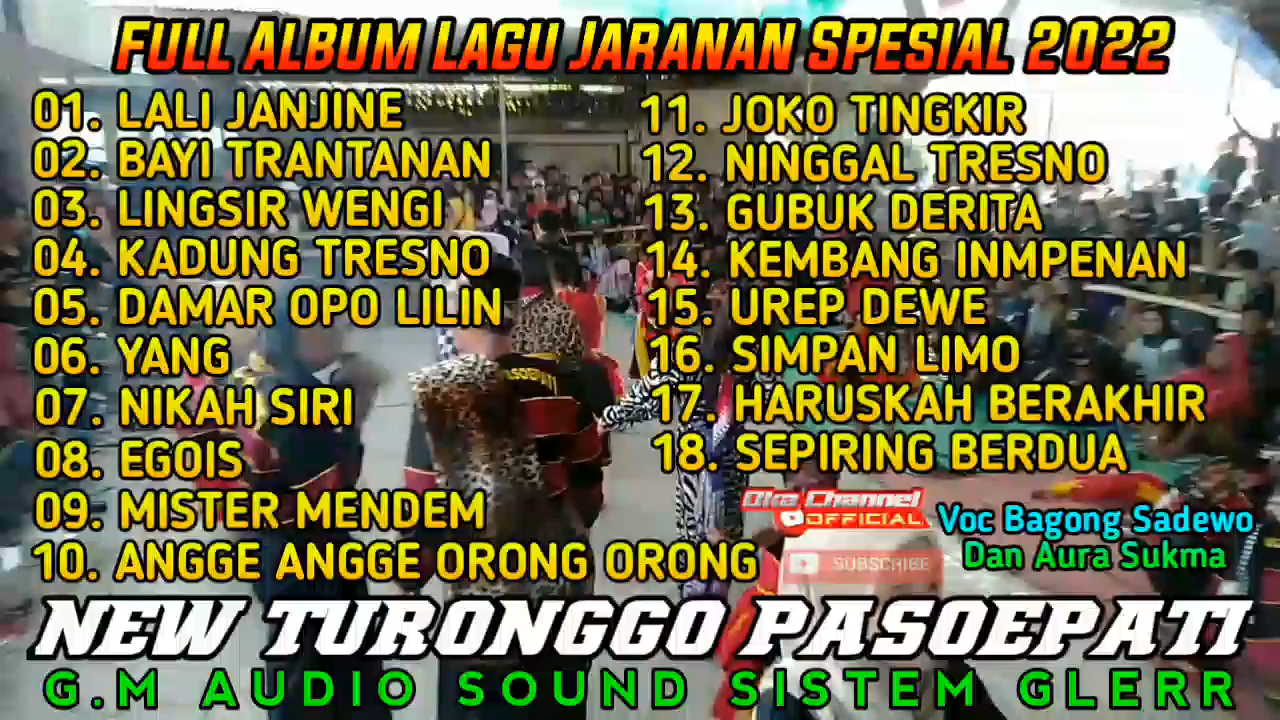 FULL ALBUM LAGU JARANAN SPESIAL 2022
01. LALI JANJINE
02. BAYI TRANTANAN
03. LINGSIR WENGI
04. KADUNG TRESNO
05. DAMAR OPO LILIN
06. YANG
07. NIKAH SIRI
08. EGOIS
09. MISTER MENDEM
10. ANGGE ANGGE ORONG ORONG
11. JOKO TINGKIR
12. NINGGAL TRESNO
13. GUBUK DERITA
14. KEMBANG INMPENAN
15. UREP DEWE
16. SIMPAN LIMO
17. HARUSKAH BERAKHIR
18. SEPIRING BERDUA
Oka Channel
OFFICIAL
SUBSCRIBE
Voc Bagong Sadewo
Dan Aura Sukma
NEW TURONGGO PASOEPATI
G.M AUDIO SOUND SISTEM GLERR